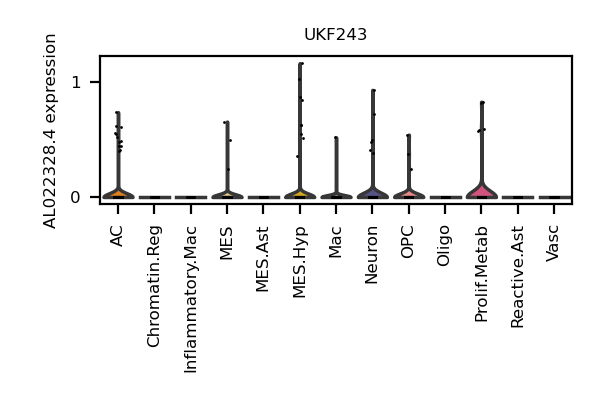 UKF243
AL022328.4 expression
1
0
AC
Chromatin.Reg
Inflammatory.Mac
MES
MES.Ast
MES.Hyp
Mac
Neuron
OPC
Oligo
Prolif.Metab
Reactive.Ast
Vasc